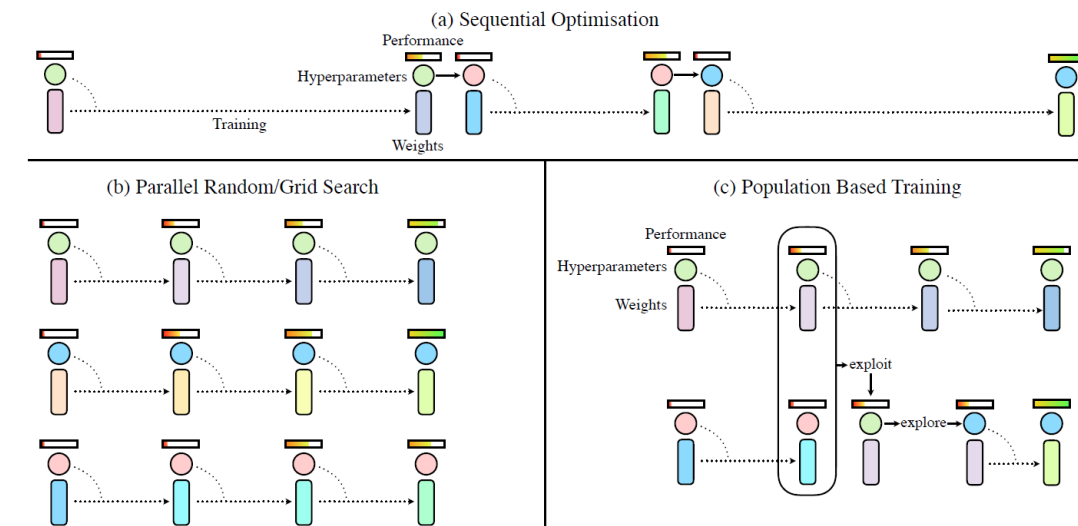 (a) Sequential Optimisation
Performance
Hyperparameters
Training
Weights
(b) Parallel Random/Grid Search
(c) Population Based Training
Performance
Hyperparameters
Weights
exploit
explore